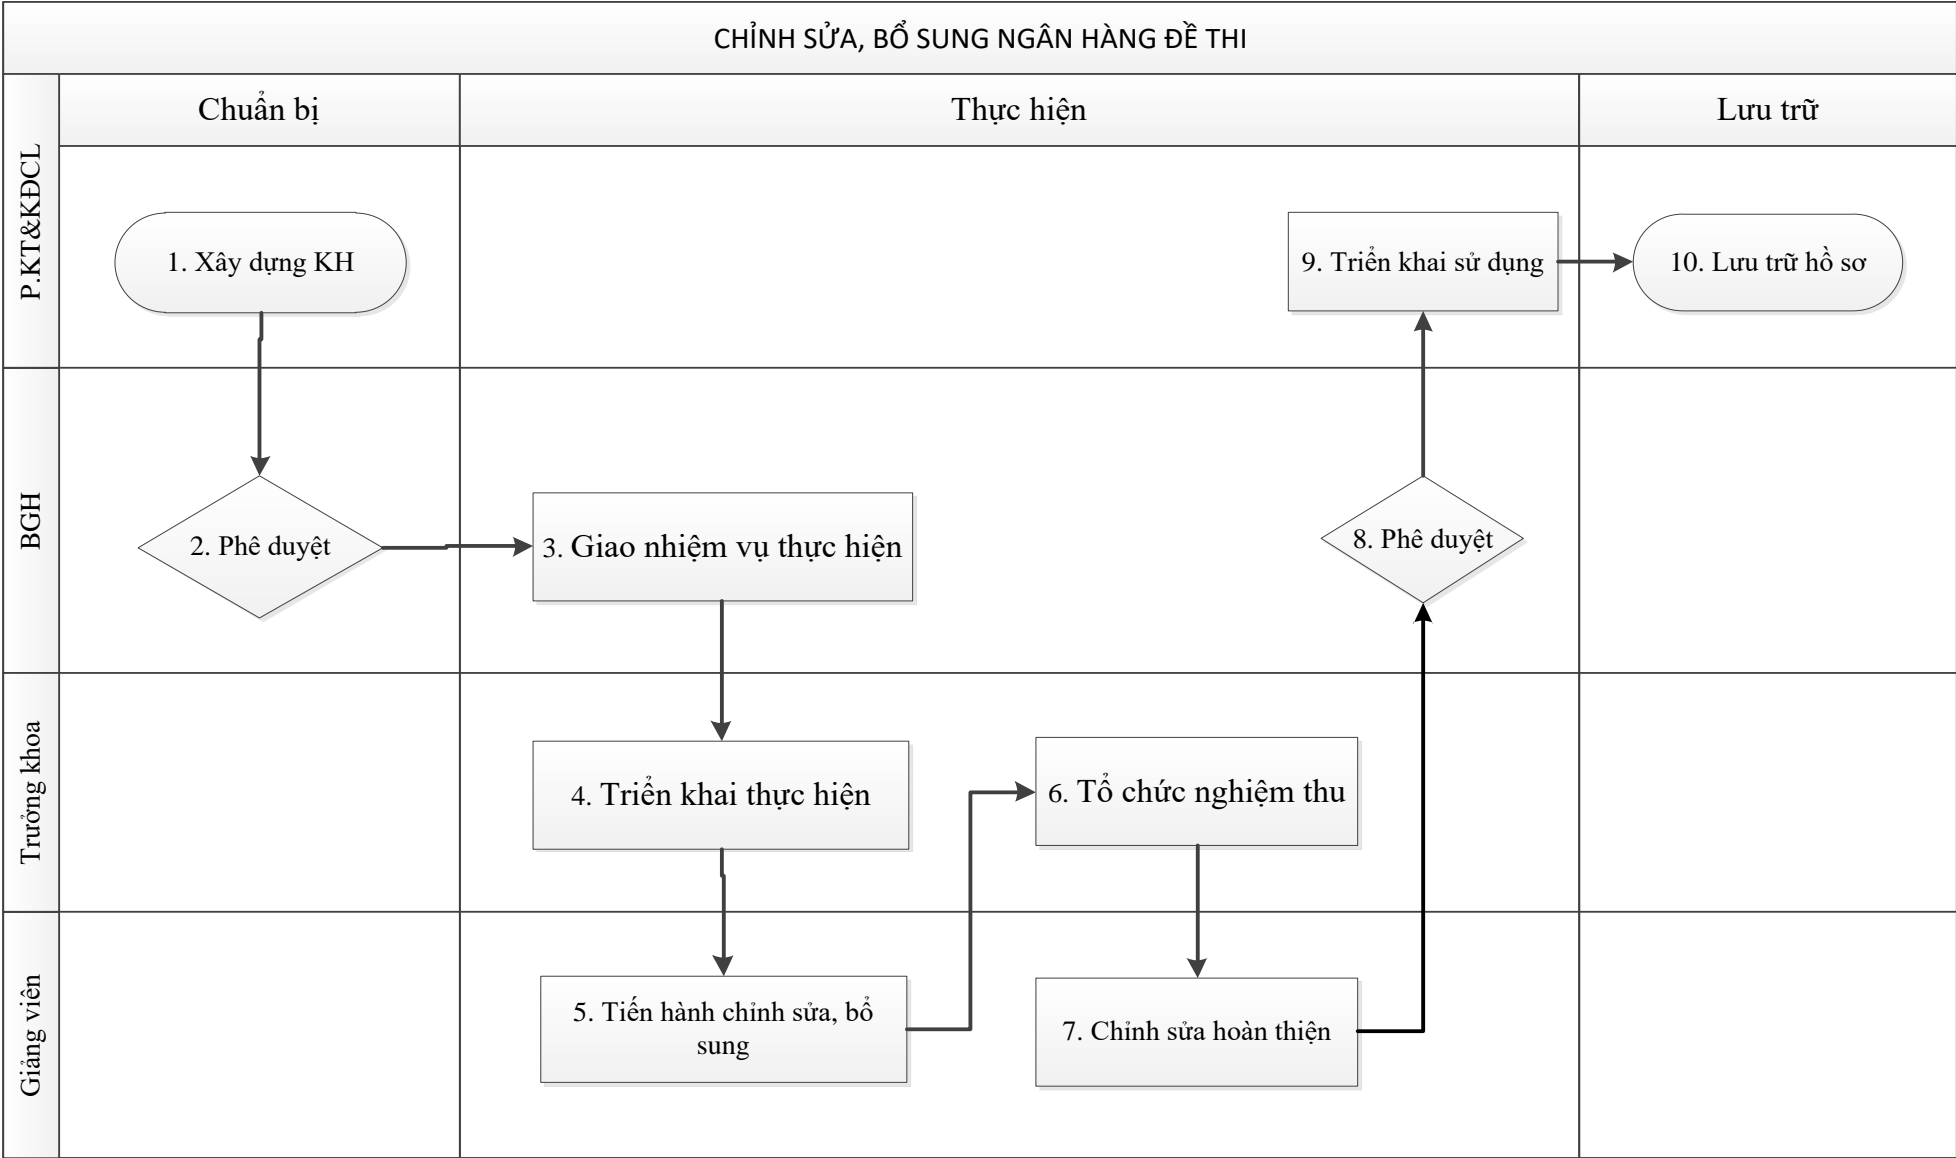 CHỈNH SỬA, BỔ SUNG NGÂN HÀNG ĐỀ THI
Chuẩn bị
Thực hiện
Lưu trữ
P.KT&KĐCL
1. Xây dựng KH
9. Triển khai sử dụng
10. Lưu trữ hồ sơ
BGH
2. Phê duyệt
3. Giao nhiệm vụ thực hiện
8. Phê duyệt
Trưởng khoa
4. Triển khai thực hiện
6. Tổ chức nghiệm thu
Giảng viên
5. Tiến hành chỉnh sửa, bổ
sung
7. Chỉnh sửa hoàn thiện